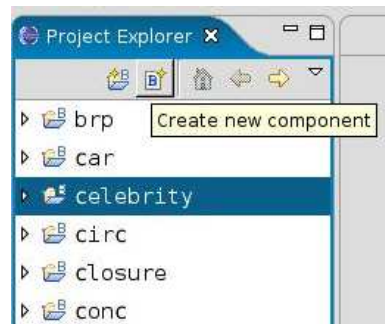 Project Explorer
Create new component
brp
car
celebrity
circ
closure
conc